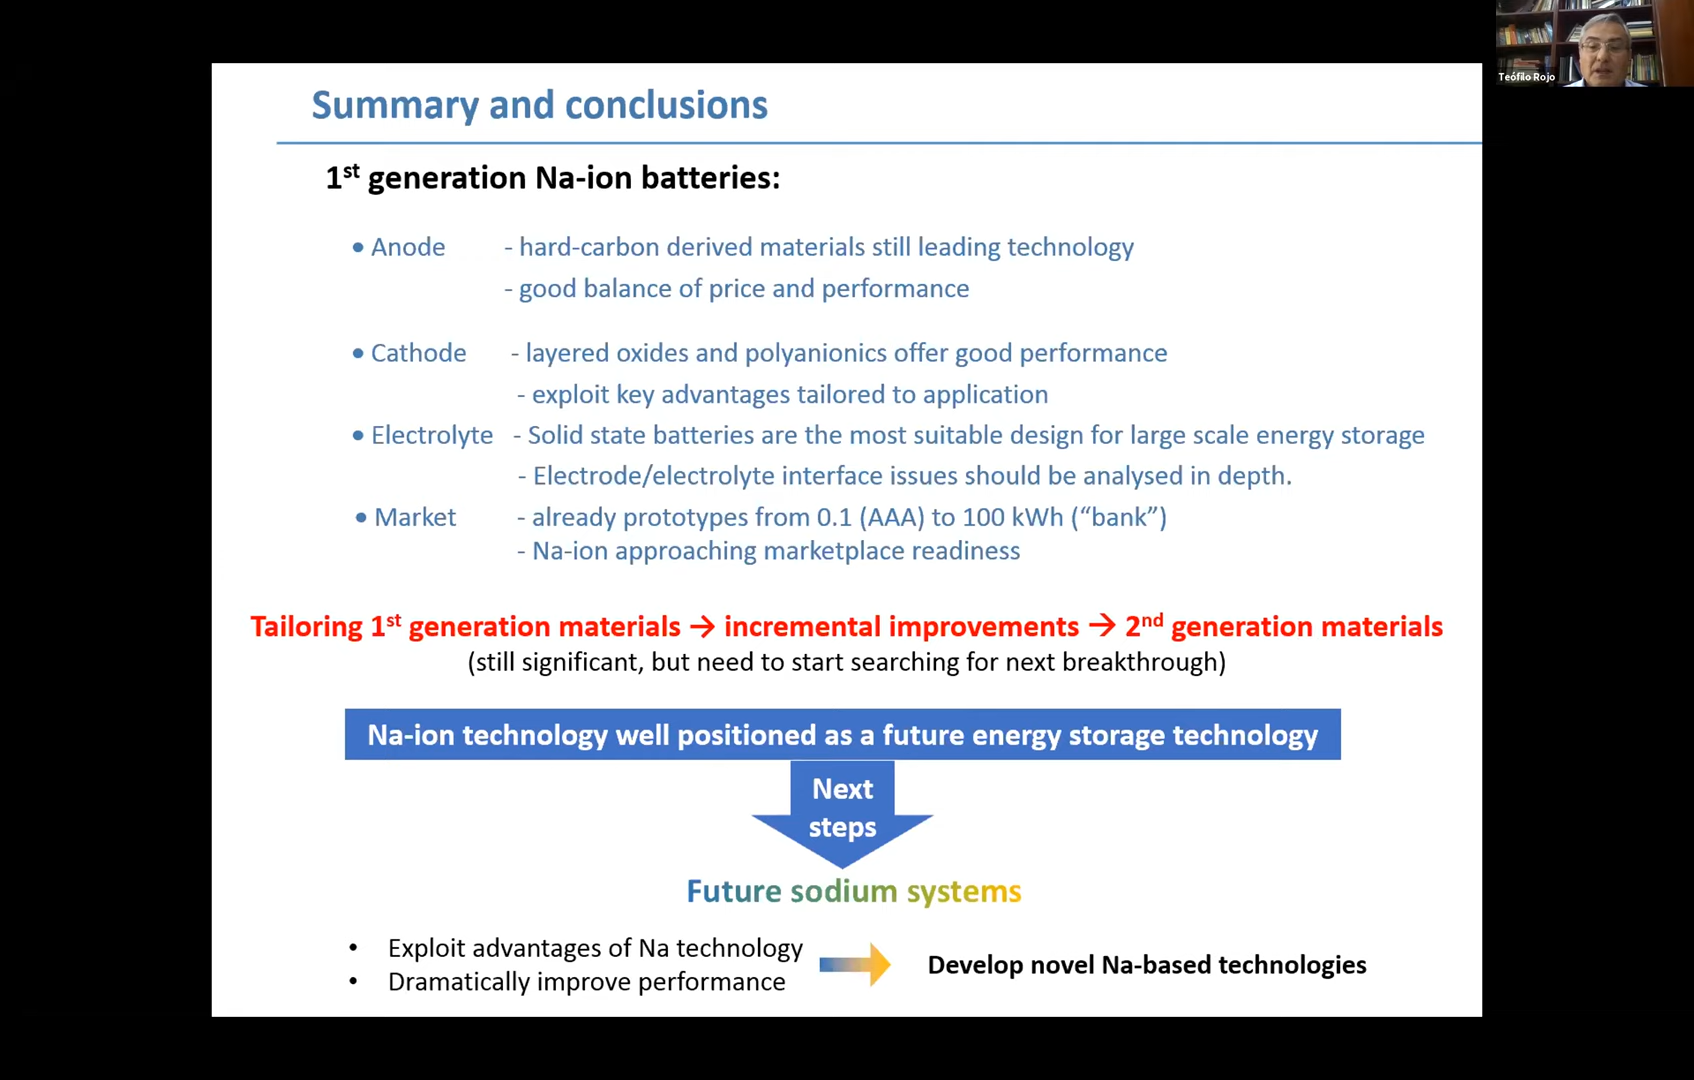 Teófilo Rojo
Summary and conclusions
1st generation Na-ion batteries:
• Anode - hard-carbon derived materials still leading technology
- good balance of price and performance
• Cathode - layered oxides and polyanionics offer good performance
- exploit key advantages tailored to application
• Electrolyte - Solid state batteries are the most suitable design for large scale energy storage
- Electrode/electrolyte interface issues should be analysed in depth.
• Market - already prototypes from 0.1 (AAA) to 100 kWh (“bank”)
- Na-ion approaching marketplace readiness
Tailoring 1st generation materials → incremental improvements → 2nd generation materials
(still significant, but need to start searching for next breakthrough)
Na-ion technology well positioned as a future energy storage technology
Next
steps
Future sodium systems
• Exploit advantages of Na technology
• Dramatically improve performance
Develop novel Na-based technologies